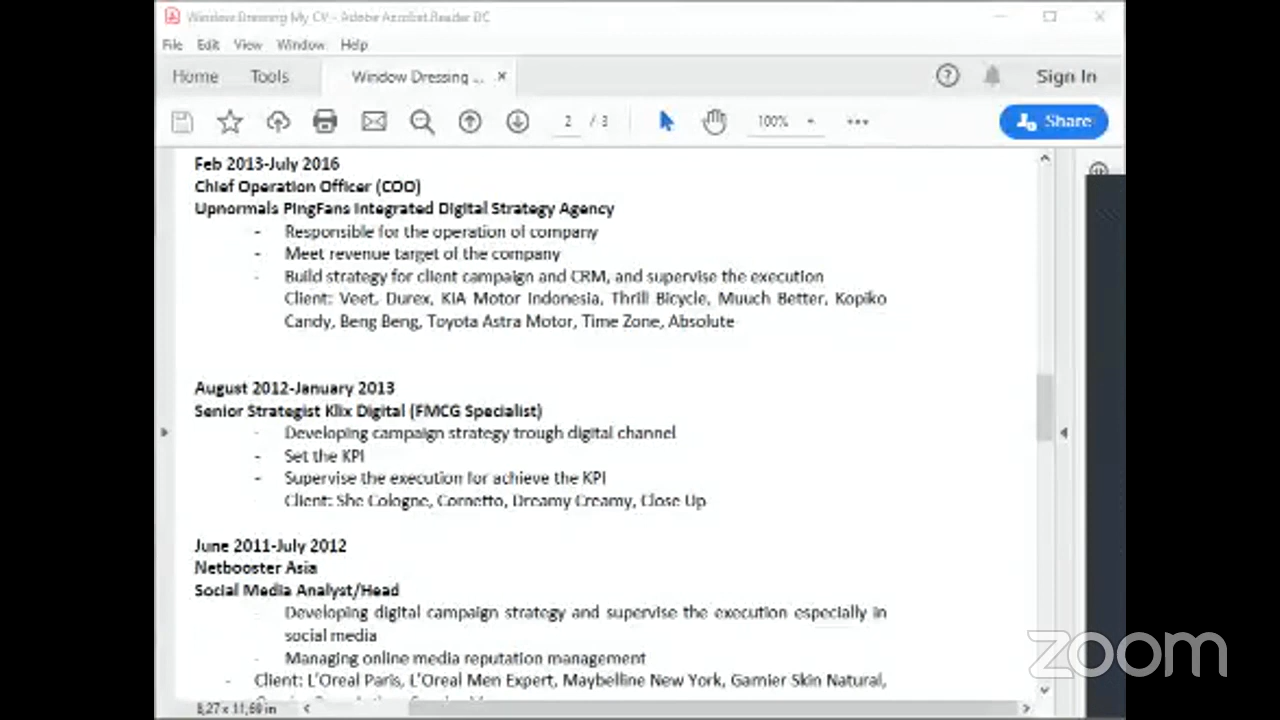 Window Dressing My CV - Adobe Acrobat Reader DC
File Edit View Window Help
Home Tools Window Dressing ... × Sign In
2 / 3 100% Share
Feb 2013-July 2016
Chief Operation Officer (COO)
Upnormals PingFans Integrated Digital Strategy Agency
- Responsible for the operation of company
- Meet revenue target of the company
- Build strategy for client campaign and CRM, and supervise the execution
Client: Veet, Durex, KIA Motor Indonesia, Thrill Bicycle, Muuch Better, Kopiko
Candy, Beng Beng, Toyota Astra Motor, Time Zone, Absolute
August 2012-January 2013
Senior Strategist Klix Digital (FMCG Specialist)
- Developing campaign strategy trough digital channel
- Set the KPI
- Supervise the execution for achieve the KPI
Client: She Cologne, Cornetto, Dreamy Creamy, Close Up
June 2011-July 2012
Netbooster Asia
Social Media Analyst/Head
- Developing digital campaign strategy and supervise the execution especially in
social media
- Managing online media reputation management
- Client: L'Oreal Paris, L'Oreal Men Expert, Maybelline New York, Garnier Skin Natural,
8,27 x 11,69 in
zoom